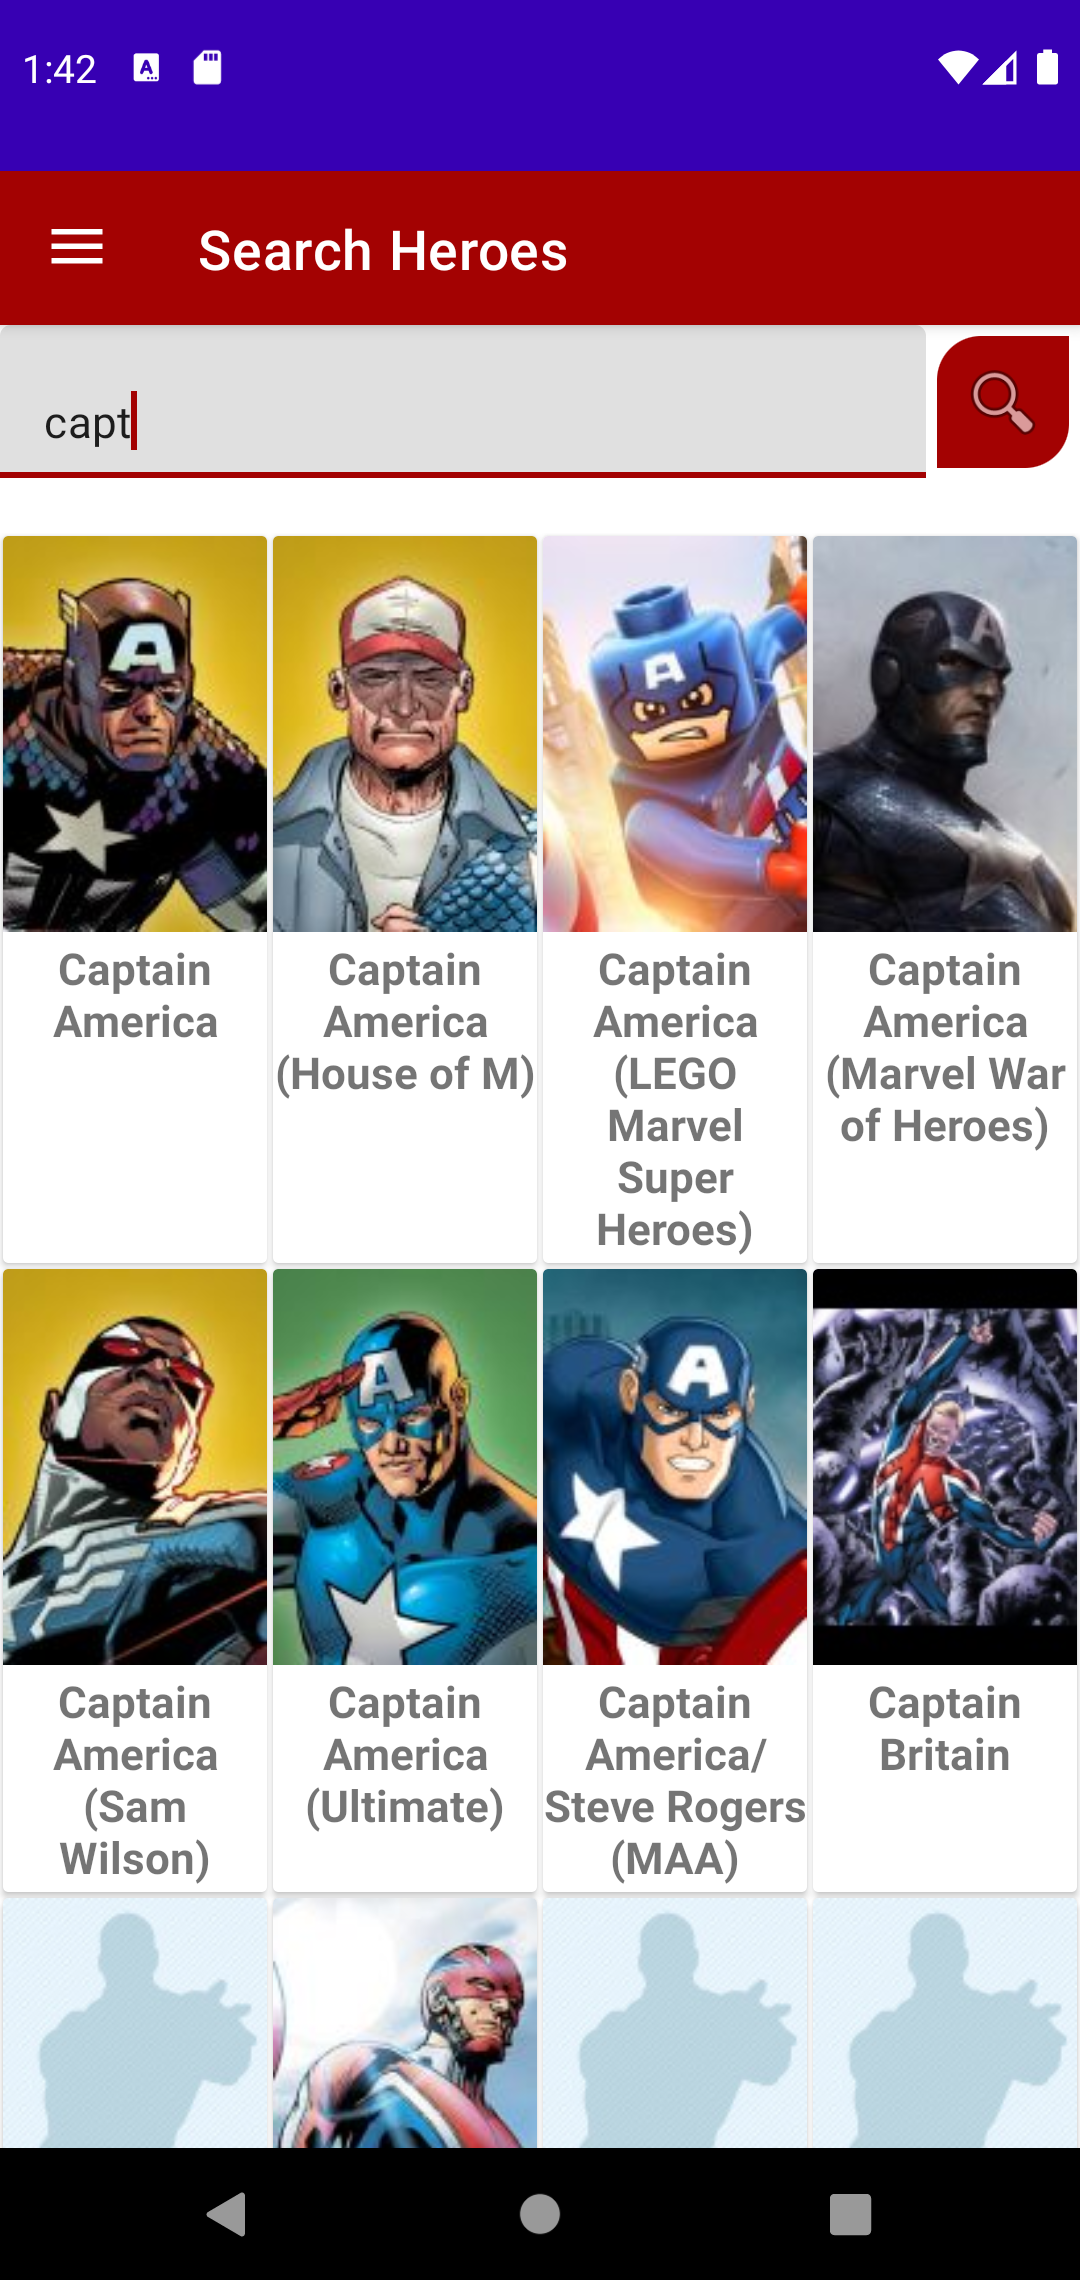 1:42
Search Heroes
capt
Captain
America
Captain
America
(House of M)
Captain
America
(LEGO
Marvel
Super
Heroes)
Captain
America
(Marvel War
of Heroes)
Captain
America
(Sam
Wilson)
Captain
America
(Ultimate)
Captain
America/
Steve Rogers
(MAA)
Captain
Britain